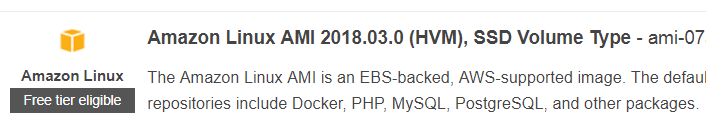 Amazon Linux AMI 2018.03.0 (HVM), SSD Volume Type - ami-07
Amazon Linux
Free tier eligible
The Amazon Linux AMI is an EBS-backed, AWS-supported image. The defaul
repositories include Docker, PHP, MySQL, PostgreSQL, and other packages.